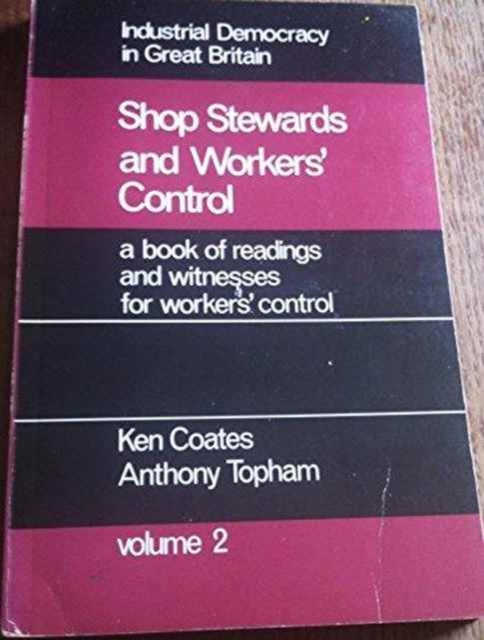 Industrial Democracy
in Great Britain
Shop Stewards
and Workers'
Control
a book of readings
and witnesses
for workers' control
Ken Coates
Anthony Topham
volume 2